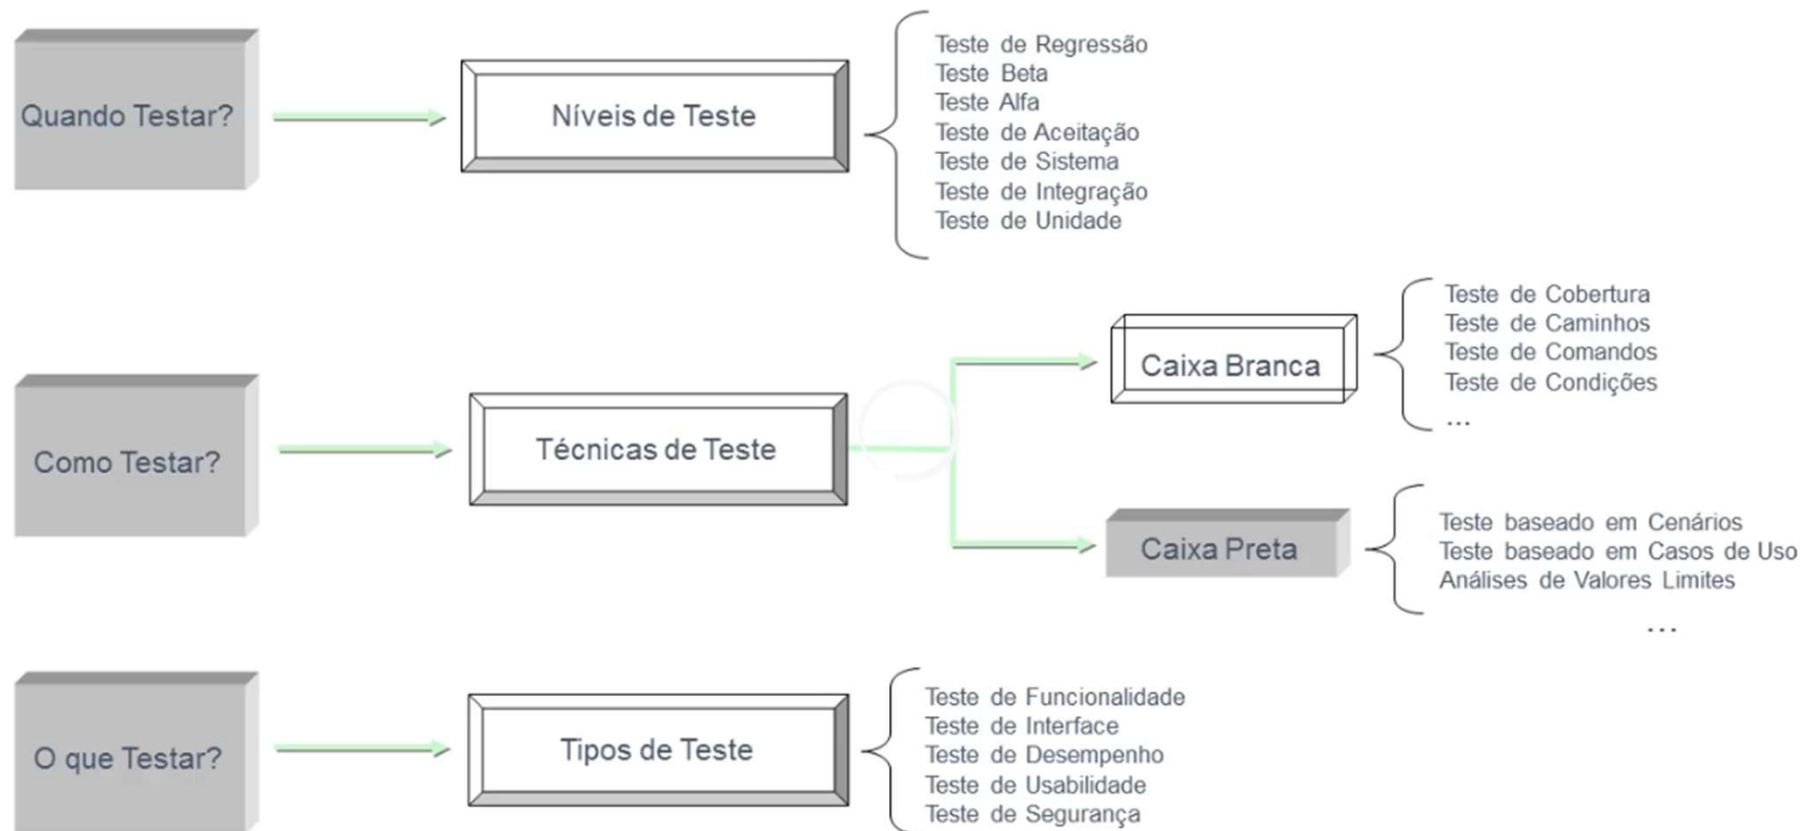 Quando Testar?
Níveis de Teste
Teste de Regressão
Teste Beta
Teste Alfa
Teste de Aceitação
Teste de Sistema
Teste de Integração
Teste de Unidade
Como Testar?
Técnicas de Teste
Caixa Branca
Teste de Cobertura
Teste de Caminhos
Teste de Comandos
Teste de Condições
...
Caixa Preta
Teste baseado em Cenários
Teste baseado em Casos de Uso
Análises de Valores Limites
...
O que Testar?
Tipos de Teste
Teste de Funcionalidade
Teste de Interface
Teste de Desempenho
Teste de Usabilidade
Teste de Segurança